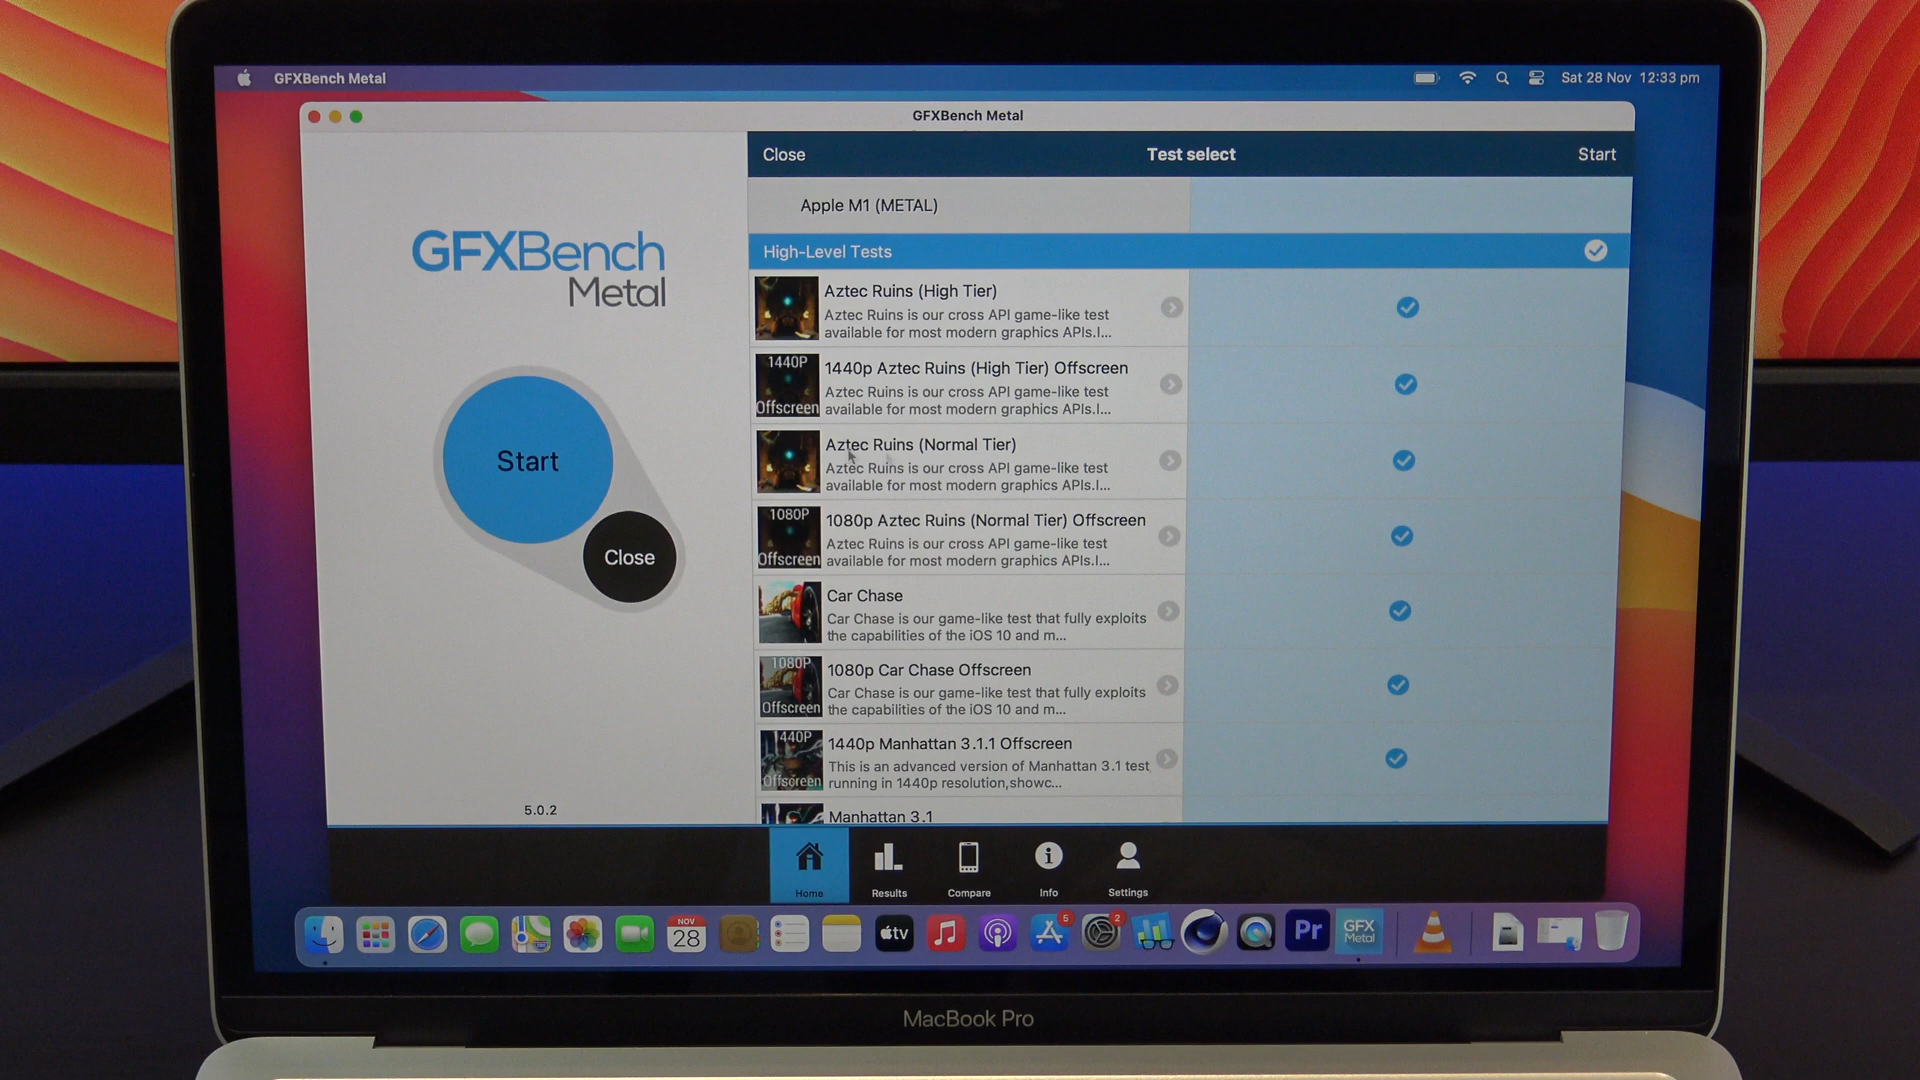 GFXBench Metal
Sat 28 Nov 12:33 pm
GFXBench Metal
Close
Test select
Start
Apple M1 (METAL)
High-Level Tests
GFXBench
Metal
Start
Close
5.0.2
Aztec Ruins (High Tier)
Aztec Ruins is our cross API game-like test
available for most modern graphics APIs.I...
1440P
Offscreen
1440p Aztec Ruins (High Tier) Offscreen
Aztec Ruins is our cross API game-like test
available for most modern graphics APIs.I...
Aztec Ruins (Normal Tier)
Aztec Ruins is our cross API game-like test
available for most modern graphics APIs.I...
1080P
Offscreen
1080p Aztec Ruins (Normal Tier) Offscreen
Aztec Ruins is our cross API game-like test
available for most modern graphics APIs.I...
Car Chase
Car Chase is our game-like test that fully exploits
the capabilities of the iOS 10 and m...
1080P
Offscreen
1080p Car Chase Offscreen
Car Chase is our game-like test that fully exploits
the capabilities of the iOS 10 and m...
1440P
Offscreen
1440p Manhattan 3.1.1 Offscreen
This is an advanced version of Manhattan 3.1 test
running in 1440p resolution,showc...
Manhattan 3.1
Home
Results
Compare
Info
Settings
NOV
28
tv
5
2
Pr
GFX
Metal
MacBook Pro